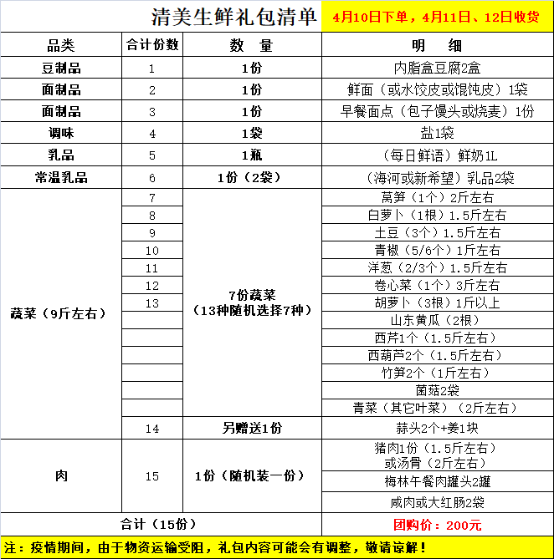 清美生鲜礼包清单 4月10日下单，4月11日、12日收货
品类 合计份数 数 量 明 细
豆制品 1 1份 内脂盒豆腐2盒
面制品 2 1份 鲜面（或水饺皮或馄饨皮）1袋
面制品 3 1份 早餐面点（包子馒头或烧麦）1份
调味 4 1袋 盐1袋
乳品 5 1瓶 （每日鲜语）鲜奶1L
常温乳品 6 1份（2袋） （海河或新希望）乳品2袋
蔬菜（9斤左右） 7份蔬菜
（13种随机选择7种）
7 莴笋（1个）2斤左右
8 白萝卜（1根）1.5斤左右
9 土豆（3个）1.5斤左右
10 青椒（5/6个）1斤左右
11 洋葱（2/3个）1.5斤左右
12 卷心菜（1个）3斤左右
13 胡萝卜（3根）1斤以上
山东黄瓜（2根）
西芹1个（1.5斤左右）
西葫芦2个（1.5斤左右）
竹笋2个（1斤左右）
菌菇2袋
青菜（其它叶菜）（2斤左右）
14 另赠送1份 蒜头2个+姜1块
肉 15 1份（随机装一份） 猪肉1份（1.5斤左右）
或汤骨（2斤左右）
梅林午餐肉罐头2罐
咸肉或大红肠2袋
合计（15份） 团购价：200元
注：疫情期间，由于物资运输受阻，礼包内容可能会有调整，敬请谅解！